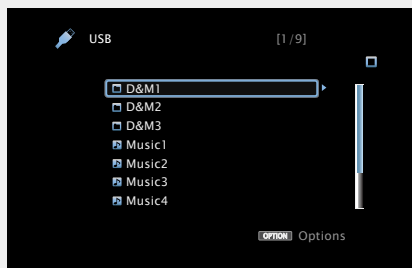 USB [1/9]
D&M1
D&M2
D&M3
Music1
Music2
Music3
Music4
OPTION Options